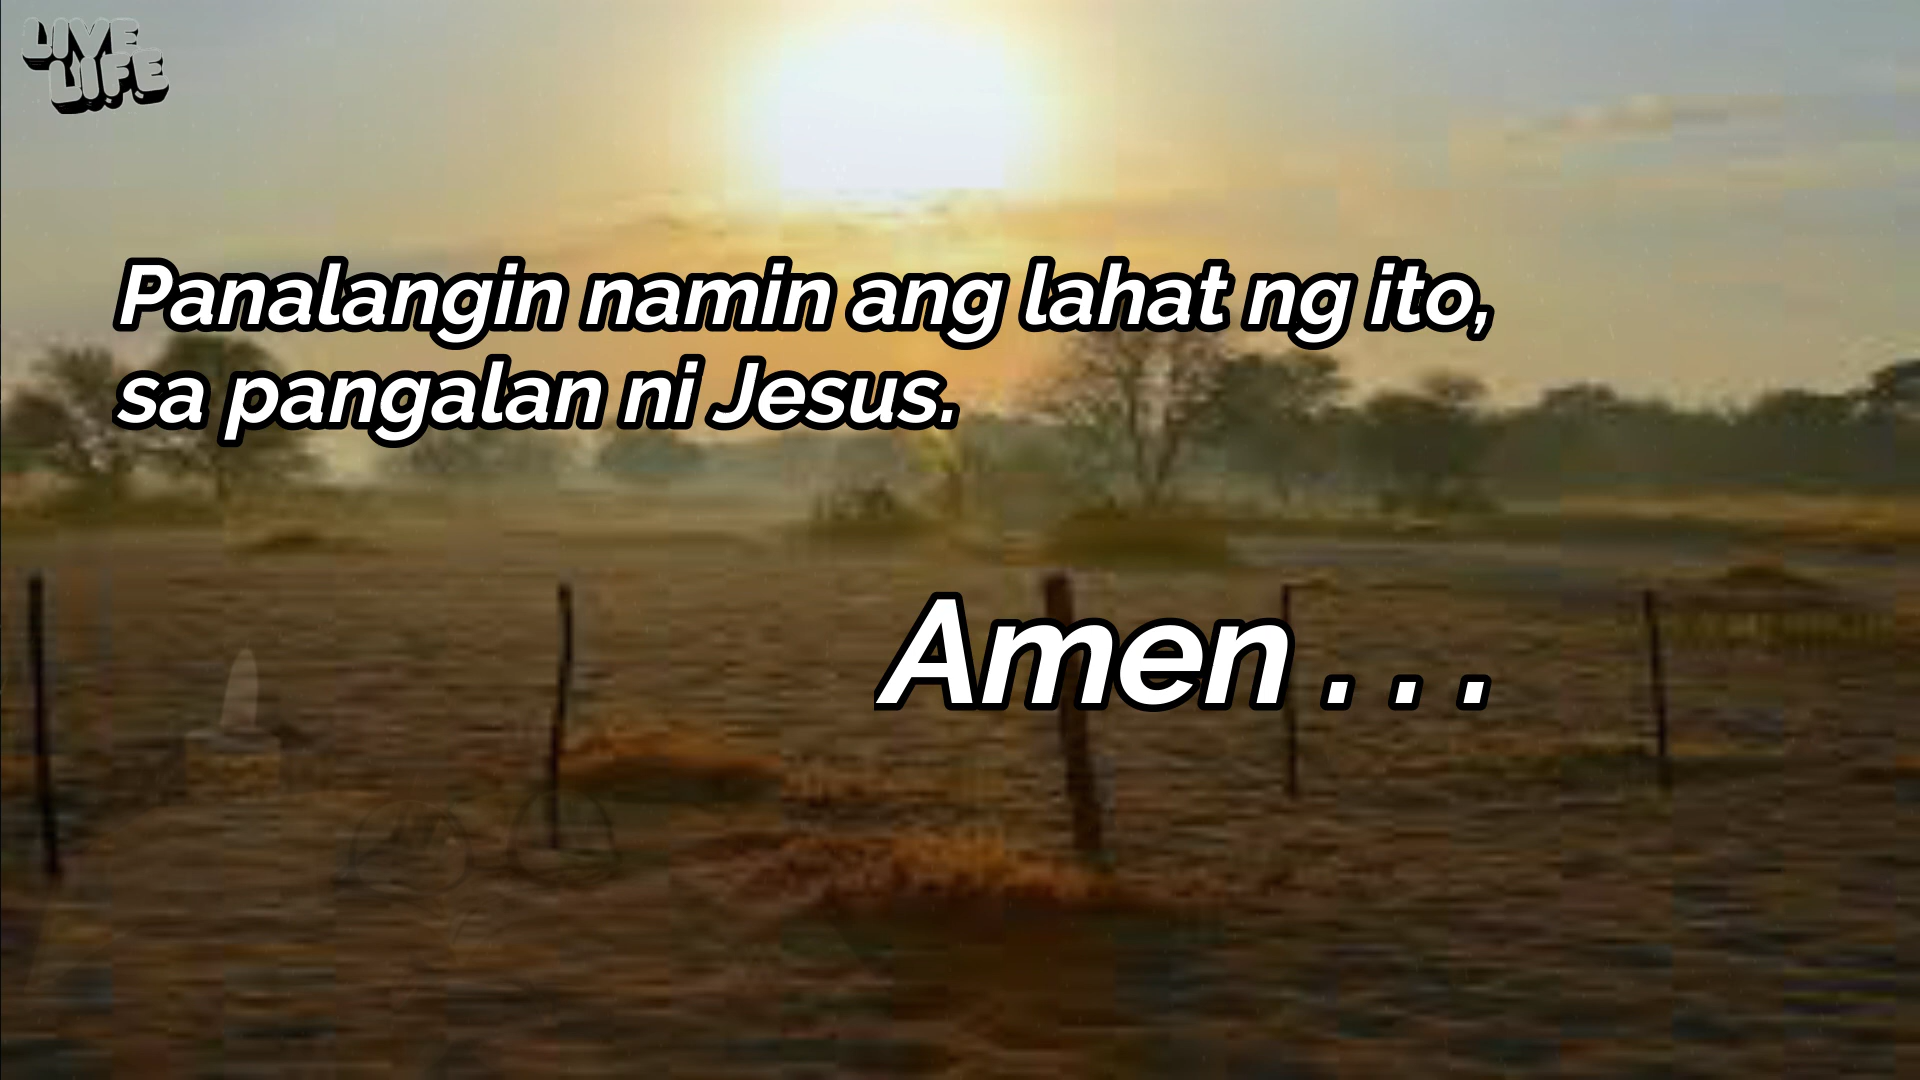 LIVE
LIFE
Panalangin namin ang lahat ng ito,
sa pangalan ni Jesus.
Amen . . .